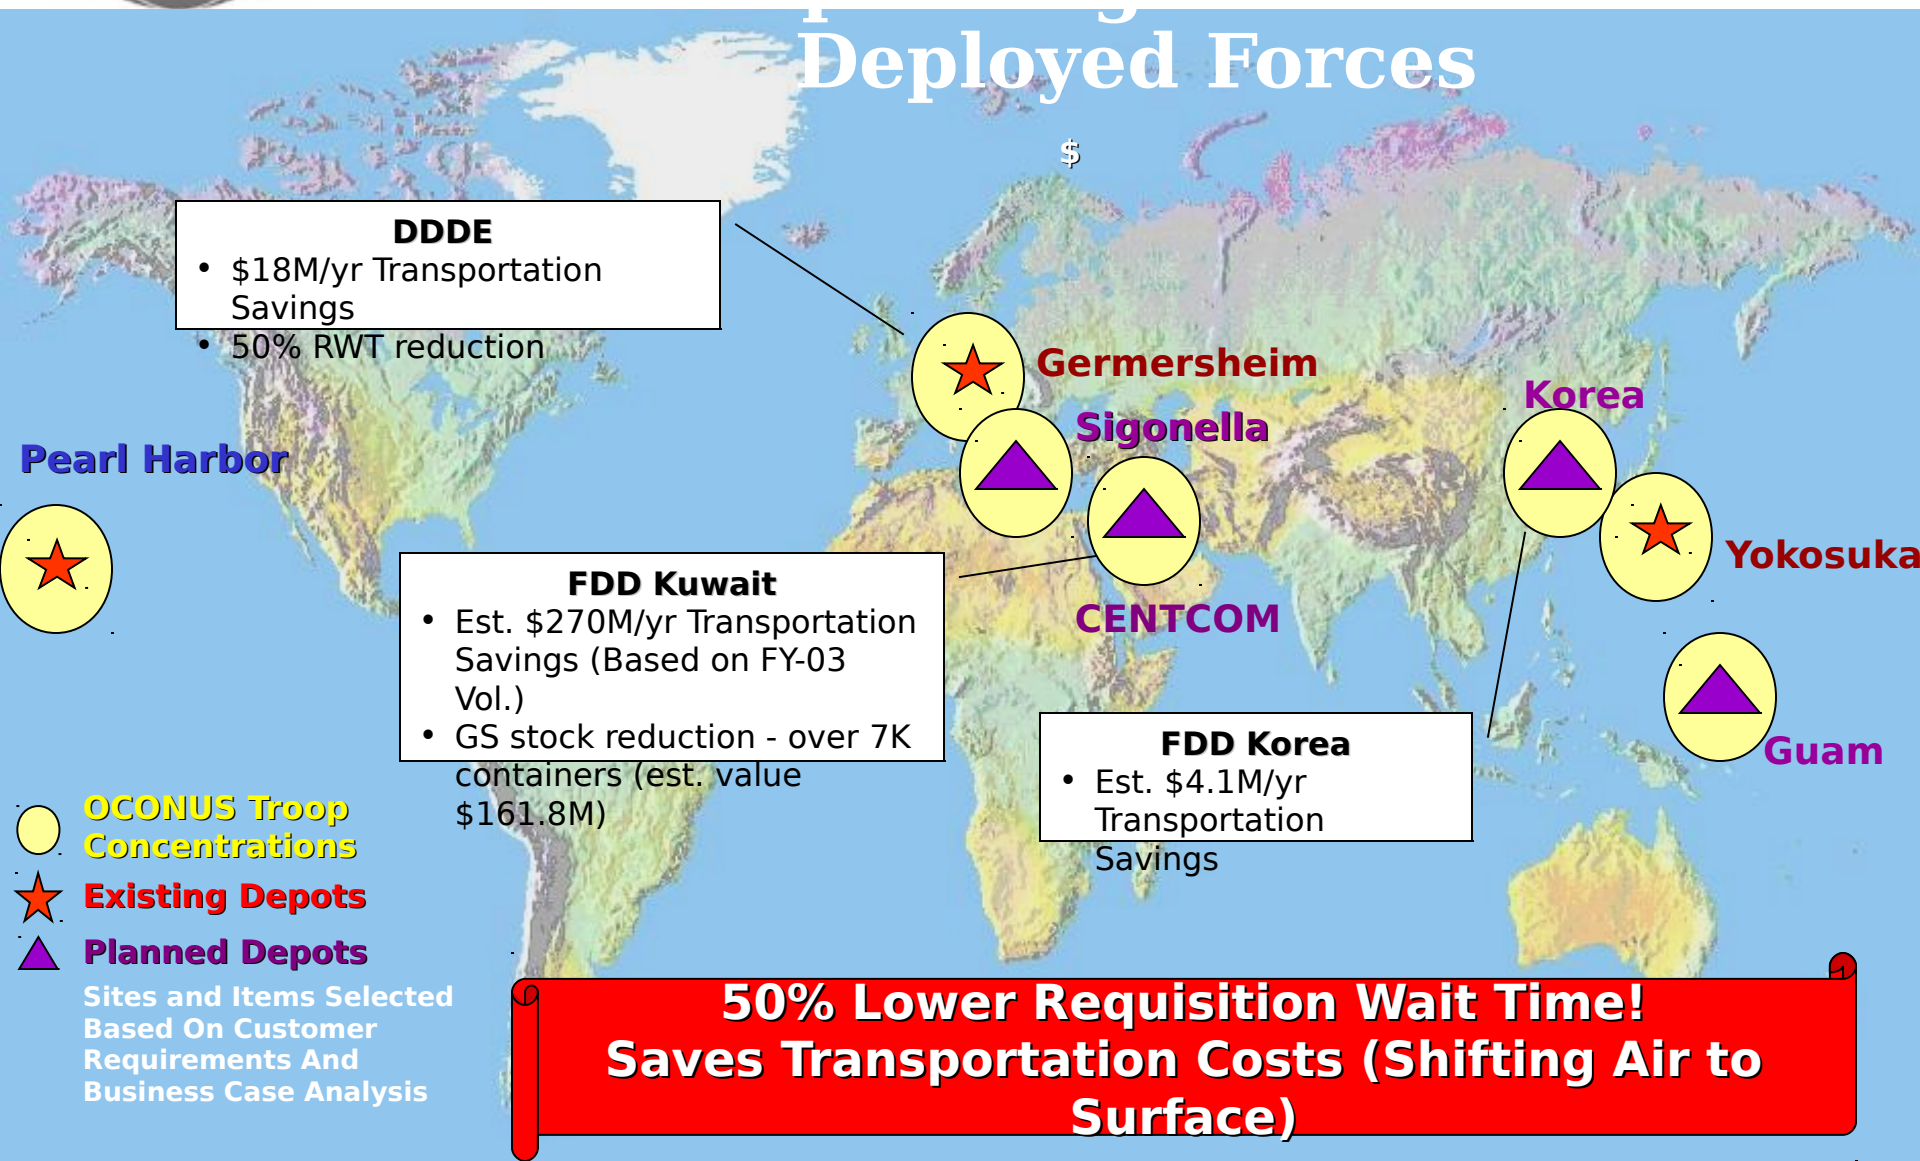 Deployed Forces
$
DDDE
• $18M/yr Transportation
Savings
• 50% RWT reduction
Germersheim
Korea
Sigonella
Pearl Harbor
Yokosuka
FDD Kuwait
• Est. $270M/yr Transportation
Savings (Based on FY-03
Vol.)
• GS stock reduction - over 7K
containers (est. value
$161.8M)
CENTCOM
FDD Korea
• Est. $4.1M/yr
Transportation
Savings
Guam
OCONUS Troop
Concentrations
Existing Depots
Planned Depots
Sites and Items Selected
Based On Customer
Requirements And
Business Case Analysis
50% Lower Requisition Wait Time!
Saves Transportation Costs (Shifting Air to
Surface)